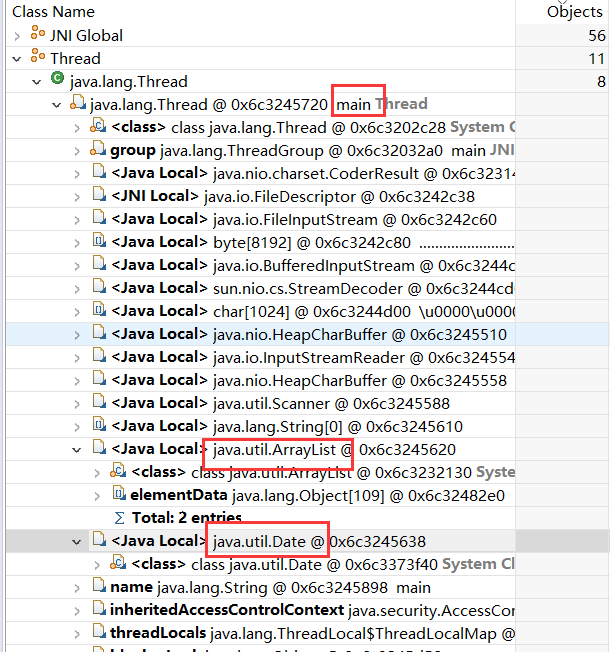 Class Name Objects
JNI Global 56
Thread 11
java.lang.Thread 8
java.lang.Thread @ 0x6c3245720 main Thread
<class> class java.lang.Thread @ 0x6c3202c28 System C
group java.lang.ThreadGroup @ 0x6c32032a0 main JNI
<Java Local> java.nio.charset.CoderResult @ 0x6c3231
<JNI Local> java.io.FileDescriptor @ 0x6c3242c38
<Java Local> java.io.FileInputStream @ 0x6c3242c60
<Java Local> byte[8192] @ 0x6c3242c80 ......................
<Java Local> java.io.BufferedInputStream @ 0x6c3244c
<Java Local> sun.nio.cs.StreamDecoder @ 0x6c3244cd
<Java Local> char[1024] @ 0x6c3244d00 \u0000\u0000
<Java Local> java.nio.HeapCharBuffer @ 0x6c3245510
<Java Local> java.io.InputStreamReader @ 0x6c324554
<Java Local> java.nio.HeapCharBuffer @ 0x6c3245558
<Java Local> java.util.Scanner @ 0x6c3245588
<Java Local> java.lang.String[0] @ 0x6c3245610
<Java Local> java.util.ArrayList @ 0x6c3245620
<class> class java.util.ArrayList @ 0x6c3232130 Syste
elementData java.lang.Object[109] @ 0x6c32482e0
Σ Total: 2 entries
<Java Local> java.util.Date @ 0x6c3245638
<class> class java.util.Date @ 0x6c3373f40 System Cl
name java.lang.String @ 0x6c3245898 main
inheritedAccessControlContext java.security.AccessCon
threadLocals java.lang.ThreadLocal$ThreadLocalMap @